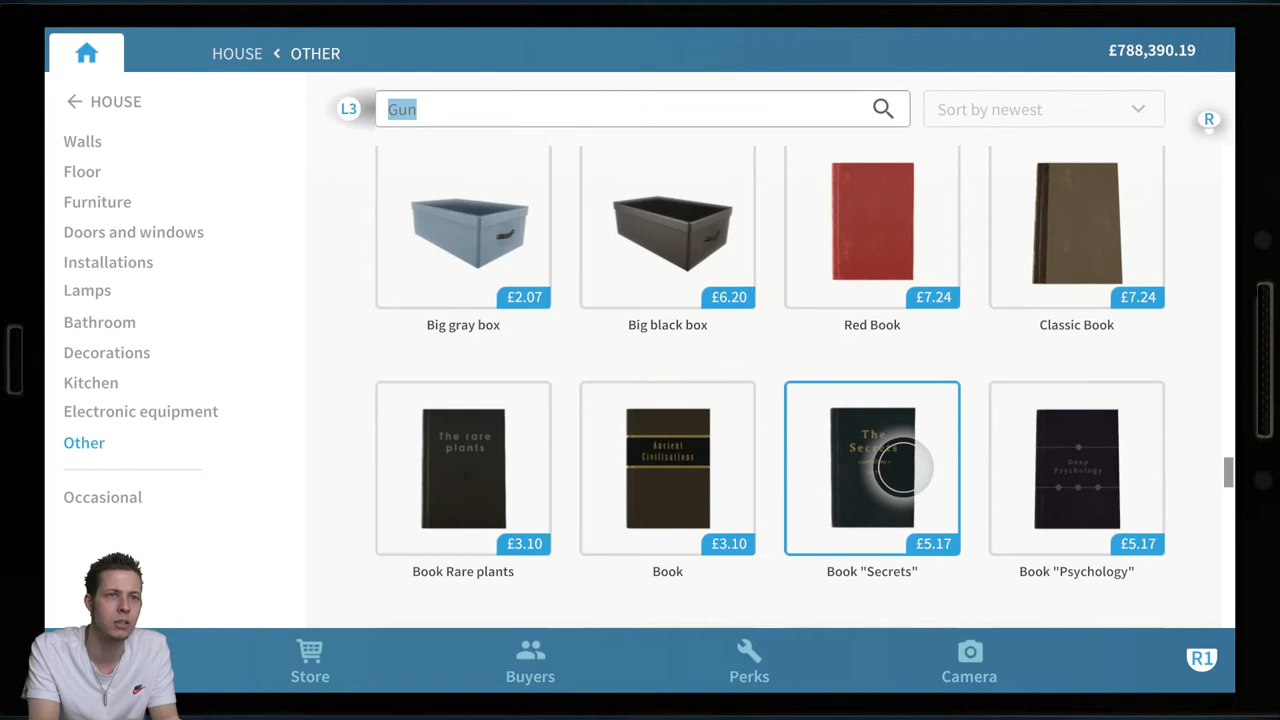 HOUSE < OTHER
£788,390.19
HOUSE
L3
Gun
Sort by newest
R
Walls
Floor
Furniture
Doors and windows
Installations
Lamps
Bathroom
Decorations
Kitchen
Electronic equipment
Other
Occasional
£2.07
£6.20
£7.24
£7.24
Big gray box
Big black box
Red Book
Classic Book
The rare
plants
Ancient
Civilizations
The
Secrets
Deep
Psychology
£3.10
£3.10
£5.17
£5.17
Book Rare plants
Book
Book "Secrets"
Book "Psychology"
Store
Buyers
Perks
Camera
R1